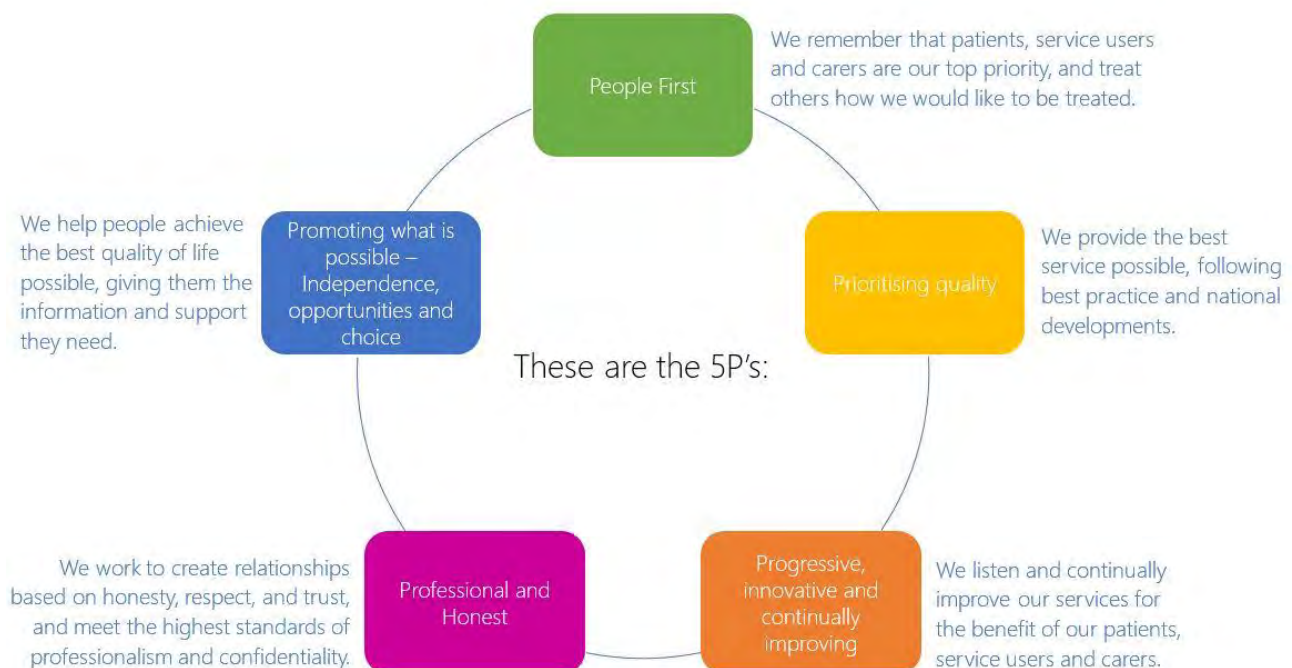 People First
We remember that patients, service users
and carers are our top priority, and treat
others how we would like to be treated.
Prioritising quality
We provide the best
service possible, following
best practice and national
developments.
Progressive,
innovative and
continually
improving
We listen and continually
improve our services for
the benefit of our patients,
service users and carers.
Professional and
Honest
We work to create relationships
based on honesty, respect, and trust,
and meet the highest standards of
professionalism and confidentiality.
Promoting what is
possible –
Independence,
opportunities and
choice
We help people achieve
the best quality of life
possible, giving them the
information and support
they need.
These are the 5P's: